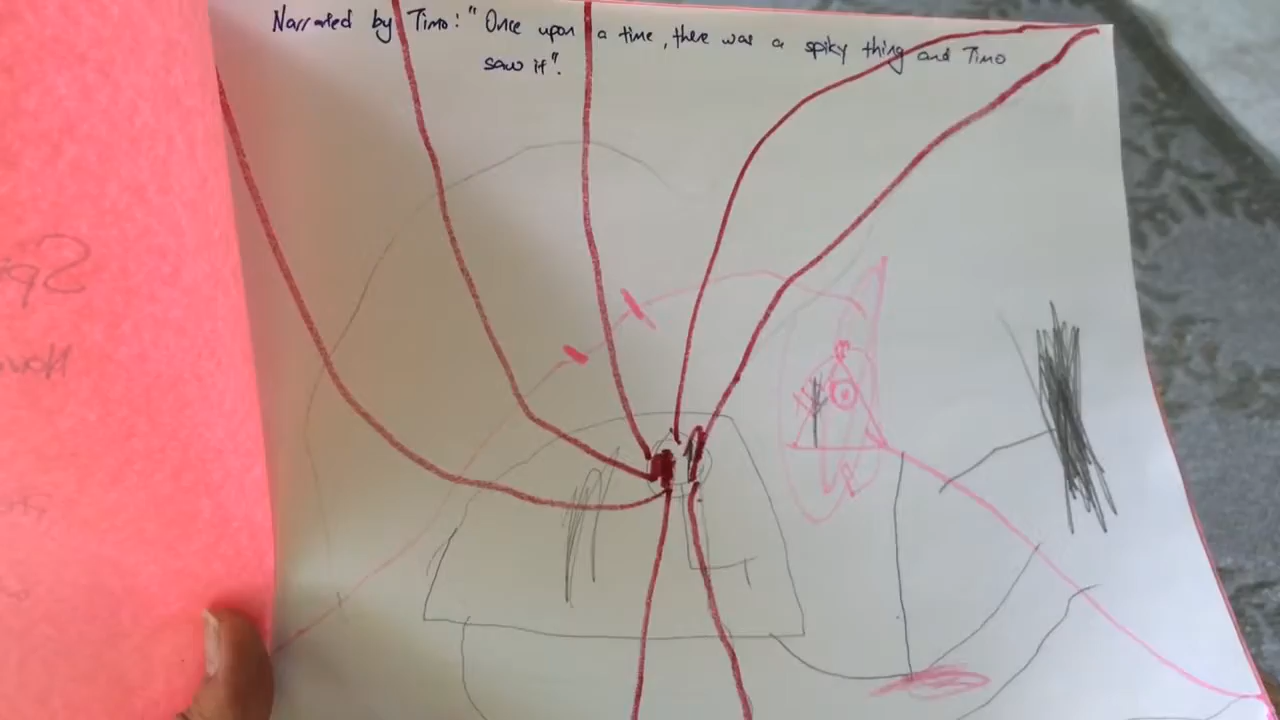 Narrated by Timo: "Once upon a time, there was a spiky thing and Timo
saw it".